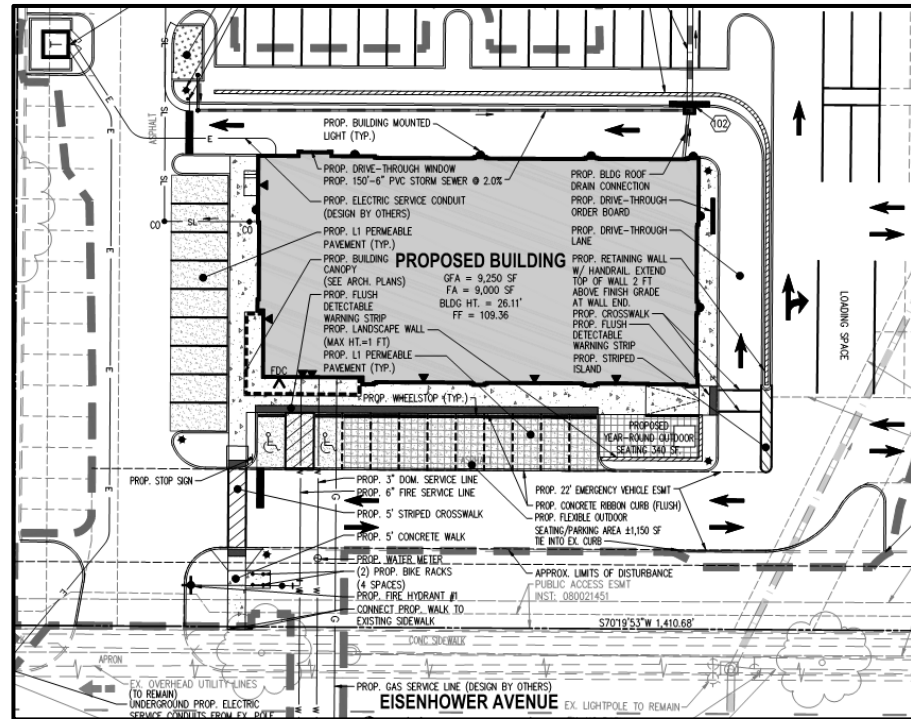 SL
T
E
ASPHALT
SL
E
SL
CO
SL
CO
E
PROP. BUILDING MOUNTED
LIGHT (TYP.)
102
PROP. DRIVE-THROUGH WINDOW
PROP. 150'-6" PVC STORM SEWER @ 2.0%
PROP. ELECTRIC SERVICE CONDUIT
(DESIGN BY OTHERS)
PROP. L1 PERMEABLE
PAVEMENT (TYP.)
PROP. BUILDING
CANOPY
(SEE ARCH. PLANS)
PROP. FLUSH
DETECTABLE
WARNING STRIP
PROP. LANDSCAPE WALL
(MAX HT.=1 FT)
PROP. L1 PERMEABLE
PAVEMENT (TYP.)
PROPOSED BUILDING
GFA = 9,250 SF
FA = 9,000 SF
BLDG HT. = 26.11'
FF = 109.36
PROP. BLDG ROOF
DRAIN CONNECTION
PROP. DRIVE-THROUGH
ORDER BOARD
PROP. DRIVE-THROUGH
LANE
PROP. RETAINING WALL
W/ HANDRAIL. EXTEND
TOP OF WALL 2 FT
ABOVE FINISH GRADE
AT WALL END.
PROP. CROSSWALK
PROP. FLUSH
DETECTABLE
WARNING STRIP
PROP. STRIPED
ISLAND
LOADING SPACE
FDC
PROP. WHEELSTOP (TYP.)
PROPOSED
YEAR-ROUND OUTDOOR
SEATING 340 SF
PROP. STOP SIGN
PROP. 3" DOM. SERVICE LINE
PROP. 6" FIRE SERVICE LINE
PROP. 5' STRIPED CROSSWALK
PROP. 5' CONCRETE WALK
PROP. WATER METER
(2) PROP. BIKE RACKS
(4 SPACES)
PROP. FIRE HYDRANT #1
CONNECT PROP. WALK TO
EXISTING SIDEWALK
G
G
W
W
PROP. 22' EMERGENCY VEHICLE ESMT
PROP. CONCRETE RIBBON CURB (FLUSH)
PROP. FLEXIBLE OUTDOOR
SEATING/PARKING AREA ±1,150 SF
TIE INTO EX. CURB
APPROX. LIMITS OF DISTURBANCE
PUBLIC ACCESS ESMT
INST: 080021451
S70°19'53"W 1,410.68'
CONC SIDEWALK
APRON
EX. OVERHEAD UTILITY LINES
(TO REMAIN)
UNDERGROUND PROP. ELECTRIC
SERVICE CONDUITS FROM EX. POLE
PROP. GAS SERVICE LINE (DESIGN BY OTHERS)
EISENHOWER AVENUE
EX. LIGHTPOLE TO REMAIN